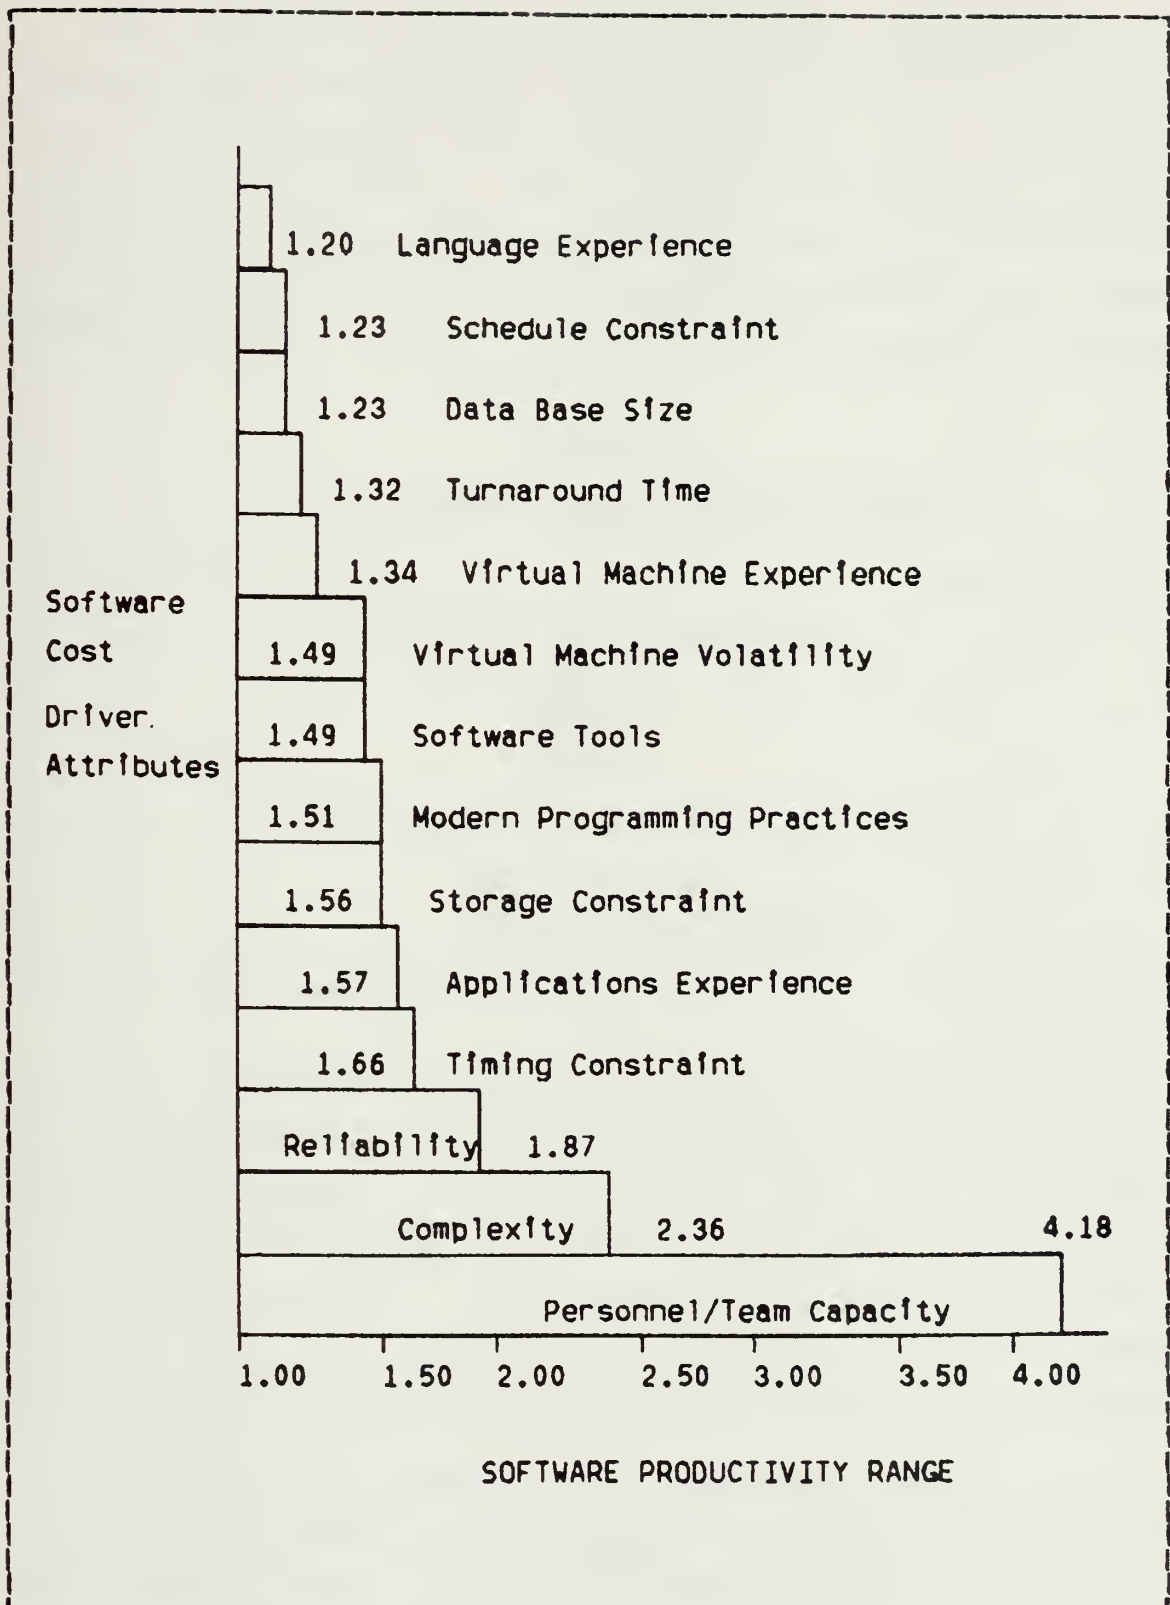 1.20 Language Experience
1.23 Schedule Constraint
1.23 Data Base Size
1.32 Turnaround Time
1.34 Virtual Machine Experience
Software
Cost
Driver.
Attributes
1.49 Virtual Machine Volatility
1.49 Software Tools
1.51 Modern Programming Practices
1.56 Storage Constraint
1.57 Applications Experience
1.66 Timing Constraint
Reliability 1.87
Complexity 2.36 4.18
Personnel/Team Capacity
1.00 1.50 2.00 2.50 3.00 3.50 4.00
SOFTWARE PRODUCTIVITY RANGE